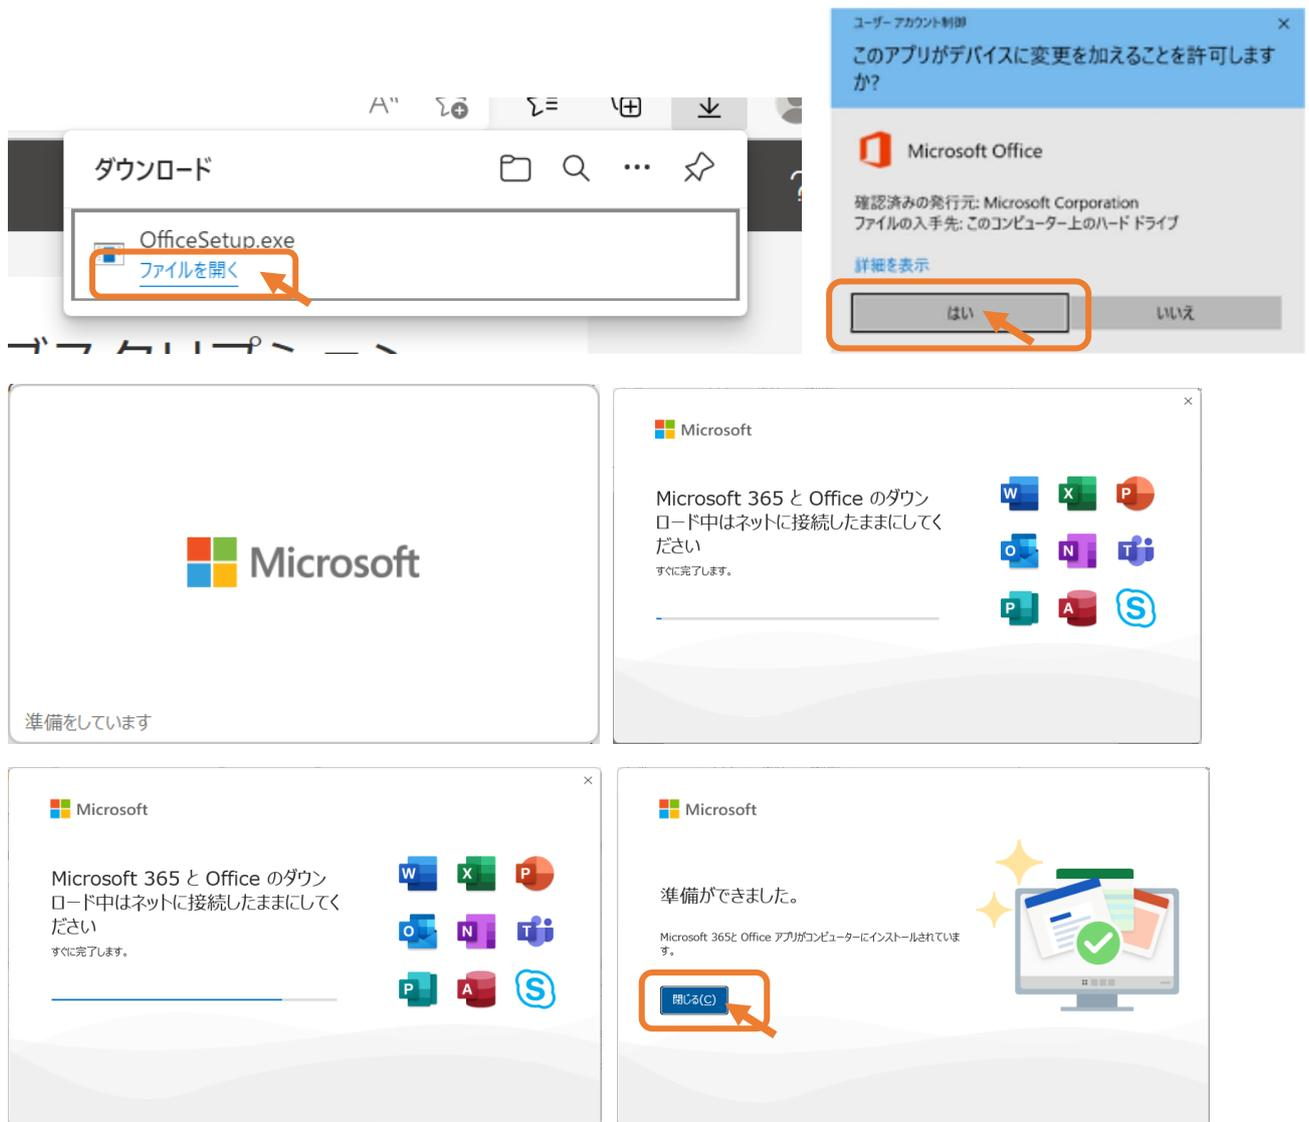 ダウンロード
OfficeSetup.exe
ファイルを開く
ユーザー アカウント制御
このアプリがデバイスに変更を加えることを許可します
か?
Microsoft Office
確認済みの発行元: Microsoft Corporation
ファイルの入手先: このコンピューター上のハード ドライブ
詳細を表示
はい
いいえ
Microsoft
準備をしています
Microsoft
Microsoft 365 と Office のダウン
ロード中はネットに接続したままにしてく
ださい
すぐに完了します。
W X P
O N T
P A S
Microsoft
Microsoft 365 と Office のダウン
ロード中はネットに接続したままにしてく
ださい
すぐに完了します。
W X P
O N T
P A S
Microsoft
準備ができました。
Microsoft 365と Office アプリがコンピューターにインストールされていま
す。
閉じる(C)